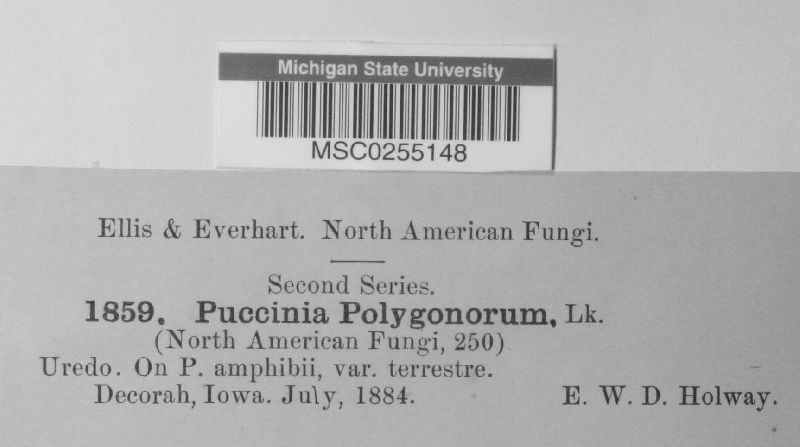 Michigan State University
MSC0255148
Ellis & Everhart. North American Fungi.
Second Series.
1859. Puccinia Polygonorum, Lk.
(North American Fungi, 250)
Uredo. On P. amphibii, var. terrestre.
Decorah, Iowa. July, 1884. E. W. D. Holway.